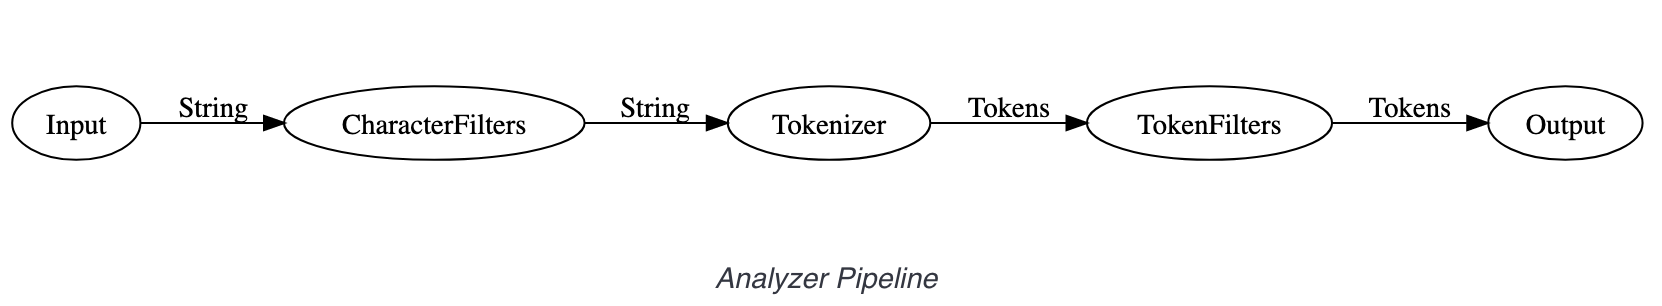 Input
String
CharacterFilters
String
Tokenizer
Tokens
TokenFilters
Tokens
Output
Analyzer Pipeline